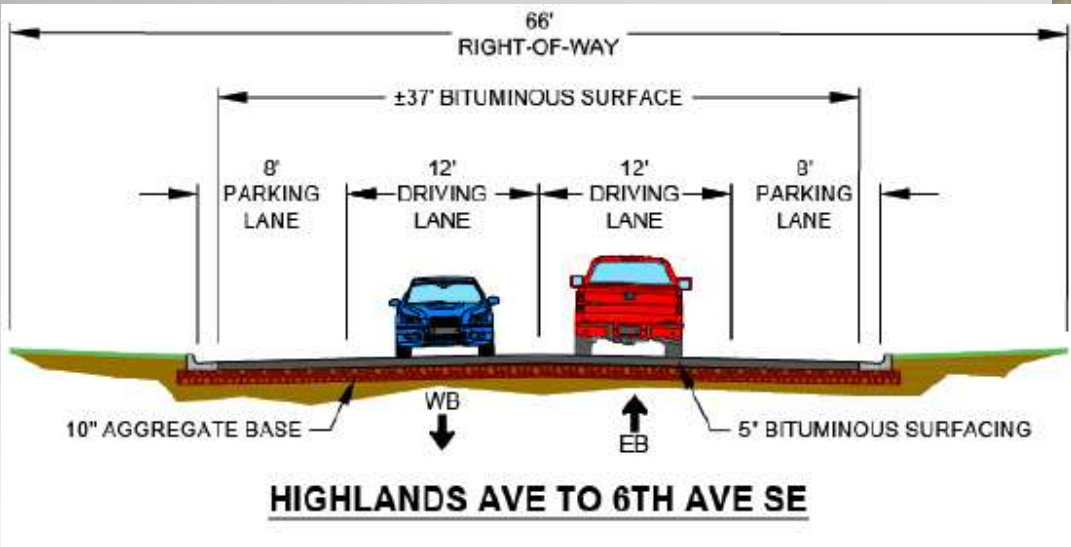 66'
RIGHT-OF-WAY
±37' BITUMINOUS SURFACE
8'
PARKING
LANE
12'
DRIVING
LANE
12'
DRIVING
LANE
8'
PARKING
LANE
10" AGGREGATE BASE
WB
EB
5" BITUMINOUS SURFACING
HIGHLANDS AVE TO 6TH AVE SE